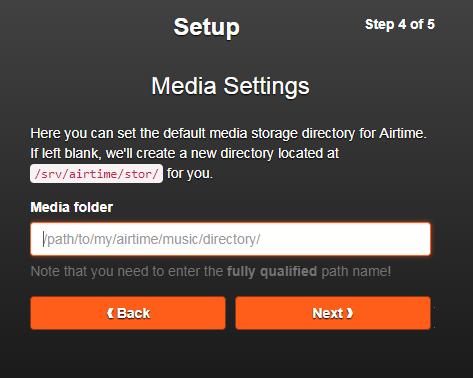 Setup
Step 4 of 5
Media Settings
Here you can set the default media storage directory for Airtime.
If left blank, we'll create a new directory located at
/srv/airtime/stor/ for you.
Media folder
/path/to/my/airtime/music/directory/
Note that you need to enter the fully qualified path name!
❰ Back
Next ❱